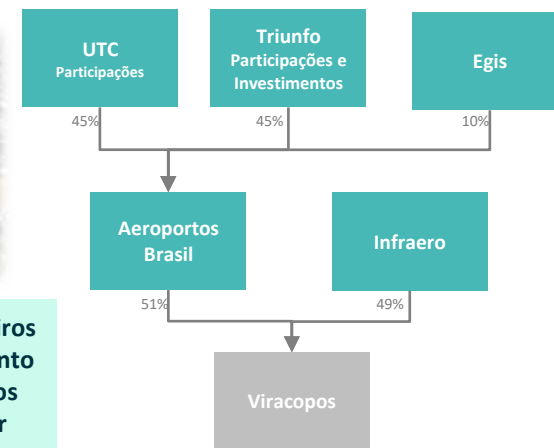 UTC
Participações
Triunfo
Participações e
Investimentos
Egis
45%
45%
10%
Aeroportos
Brasil
Infraero
51%
49%
Viracopos